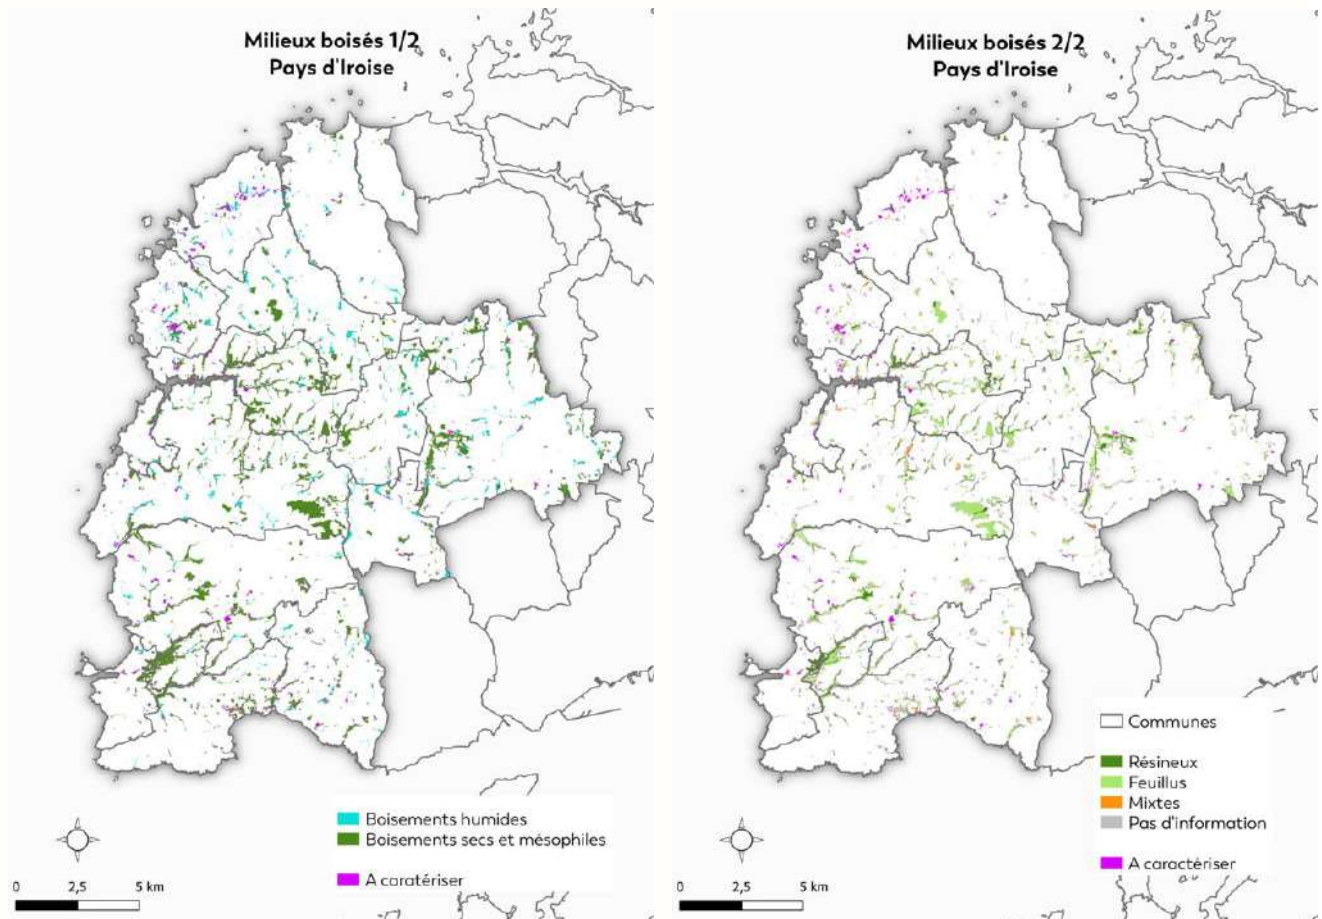 Milieux boisés 1/2
Pays d'Iroise
Boisements humides
Boisements secs et mésophiles
A caratériser
0 2,5 5 km
Milieux boisés 2/2
Pays d'Iroise
Communes
Résineux
Feuillus
Mixtes
Pas d'information
A caractériser
0 2,5 5 km